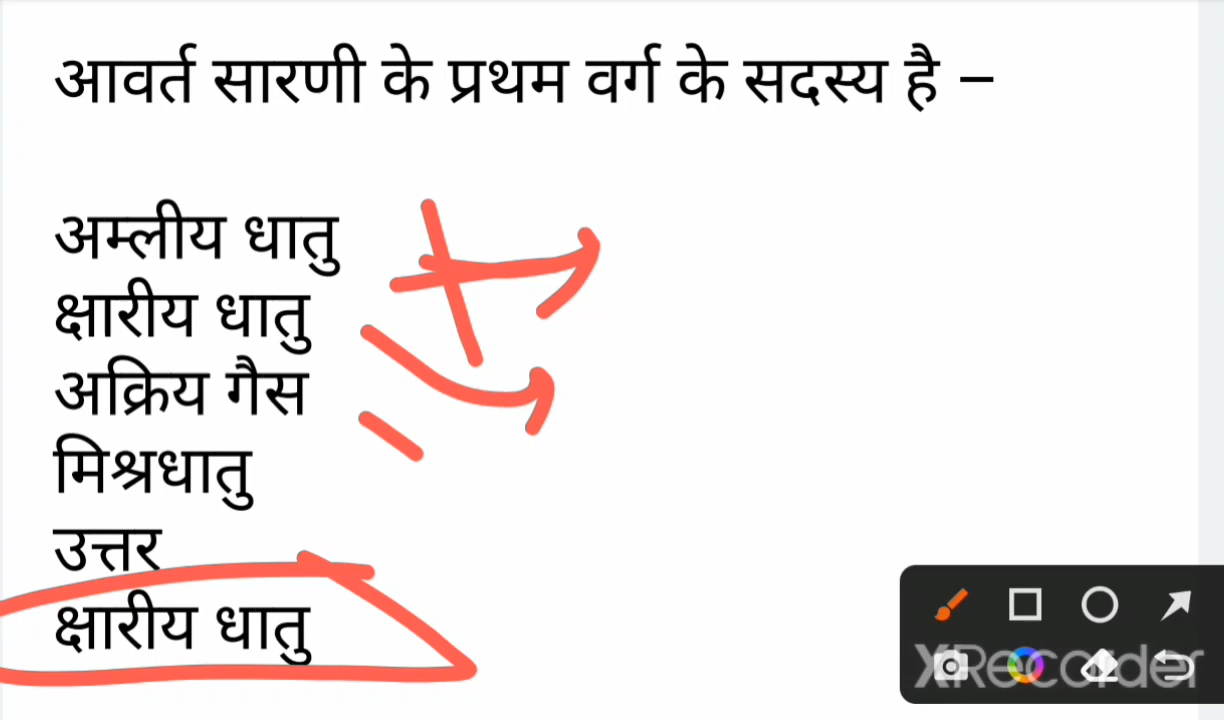 आवर्त सारणी के प्रथम वर्ग के सदस्य है –
अम्लीय धातु
क्षारीय धातु
अक्रिय गैस
मिश्रधातु
उत्तर
क्षारीय धातु
XRecorder